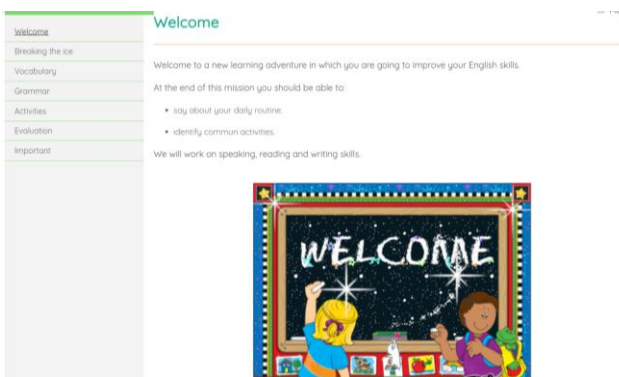 Welcome
Welcome
Breaking the ice
Vocabulary
Grammar
Activities
Evaluation
Important
Welcome to a new learning adventure in which you are going to improve your English skills.
At the end of this mission you should be able to:
• say about your daily routine.
• identify commun activities.
We will work on speaking, reading and writing skills.
WELCOME